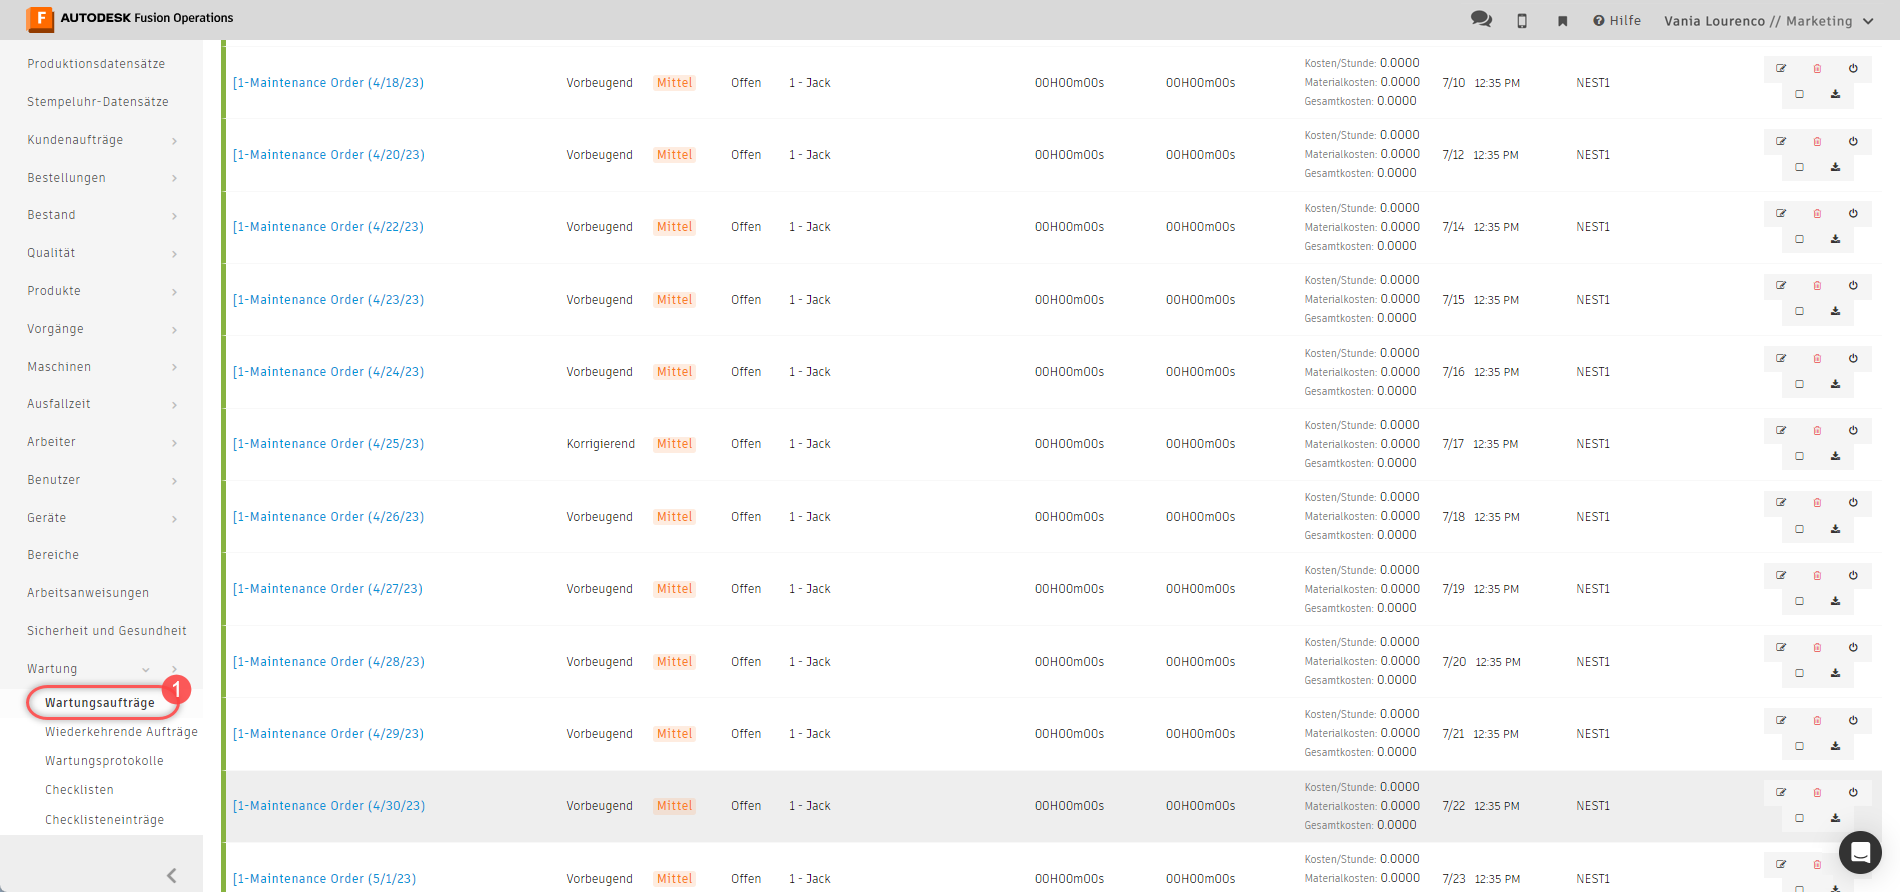 F AUTODESK Fusion Operations
Hilfe
Vania Lourenco // Marketing
Produktionsdatensätze
Stempeluhr-Datensätze
Kundenaufträge
Bestellungen
Bestand
Qualität
Produkte
Vorgänge
Maschinen
Ausfallzeit
Arbeiter
Benutzer
Geräte
Bereiche
Arbeitsanweisungen
Sicherheit und Gesundheit
Wartung
Wartungsaufträge 1
Wiederkehrende Aufträge
Wartungsprotokolle
Checklisten
Checklisteneinträge
Kosten/Stunde: 0.0000
[1-Maintenance Order (4/18/23) Vorbeugend Mittel Offen 1 - Jack 00H00m00s 00H00m00s Materialkosten: 0.0000 7/10 12:35 PM NEST1
Gesamtkosten: 0.0000
Kosten/Stunde: 0.0000
[1-Maintenance Order (4/20/23) Vorbeugend Mittel Offen 1 - Jack 00H00m00s 00H00m00s Materialkosten: 0.0000 7/12 12:35 PM NEST1
Gesamtkosten: 0.0000
Kosten/Stunde: 0.0000
[1-Maintenance Order (4/22/23) Vorbeugend Mittel Offen 1 - Jack 00H00m00s 00H00m00s Materialkosten: 0.0000 7/14 12:35 PM NEST1
Gesamtkosten: 0.0000
Kosten/Stunde: 0.0000
[1-Maintenance Order (4/23/23) Vorbeugend Mittel Offen 1 - Jack 00H00m00s 00H00m00s Materialkosten: 0.0000 7/15 12:35 PM NEST1
Gesamtkosten: 0.0000
Kosten/Stunde: 0.0000
[1-Maintenance Order (4/24/23) Vorbeugend Mittel Offen 1 - Jack 00H00m00s 00H00m00s Materialkosten: 0.0000 7/16 12:35 PM NEST1
Gesamtkosten: 0.0000
Kosten/Stunde: 0.0000
[1-Maintenance Order (4/25/23) Korrigierend Mittel Offen 1 - Jack 00H00m00s 00H00m00s Materialkosten: 0.0000 7/17 12:35 PM NEST1
Gesamtkosten: 0.0000
Kosten/Stunde: 0.0000
[1-Maintenance Order (4/26/23) Vorbeugend Mittel Offen 1 - Jack 00H00m00s 00H00m00s Materialkosten: 0.0000 7/18 12:35 PM NEST1
Gesamtkosten: 0.0000
Kosten/Stunde: 0.0000
[1-Maintenance Order (4/27/23) Vorbeugend Mittel Offen 1 - Jack 00H00m00s 00H00m00s Materialkosten: 0.0000 7/19 12:35 PM NEST1
Gesamtkosten: 0.0000
Kosten/Stunde: 0.0000
[1-Maintenance Order (4/28/23) Vorbeugend Mittel Offen 1 - Jack 00H00m00s 00H00m00s Materialkosten: 0.0000 7/20 12:35 PM NEST1
Gesamtkosten: 0.0000
Kosten/Stunde: 0.0000
[1-Maintenance Order (4/29/23) Vorbeugend Mittel Offen 1 - Jack 00H00m00s 00H00m00s Materialkosten: 0.0000 7/21 12:35 PM NEST1
Gesamtkosten: 0.0000
Kosten/Stunde: 0.0000
[1-Maintenance Order (4/30/23) Vorbeugend Mittel Offen 1 - Jack 00H00m00s 00H00m00s Materialkosten: 0.0000 7/22 12:35 PM NEST1
Gesamtkosten: 0.0000
Kosten/Stunde: 0.0000
[1-Maintenance Order (5/1/23) Vorbeugend Mittel Offen 1 - Jack 00H00m00s 00H00m00s Materialkosten: 0.0000 7/23 12:35 PM NEST1